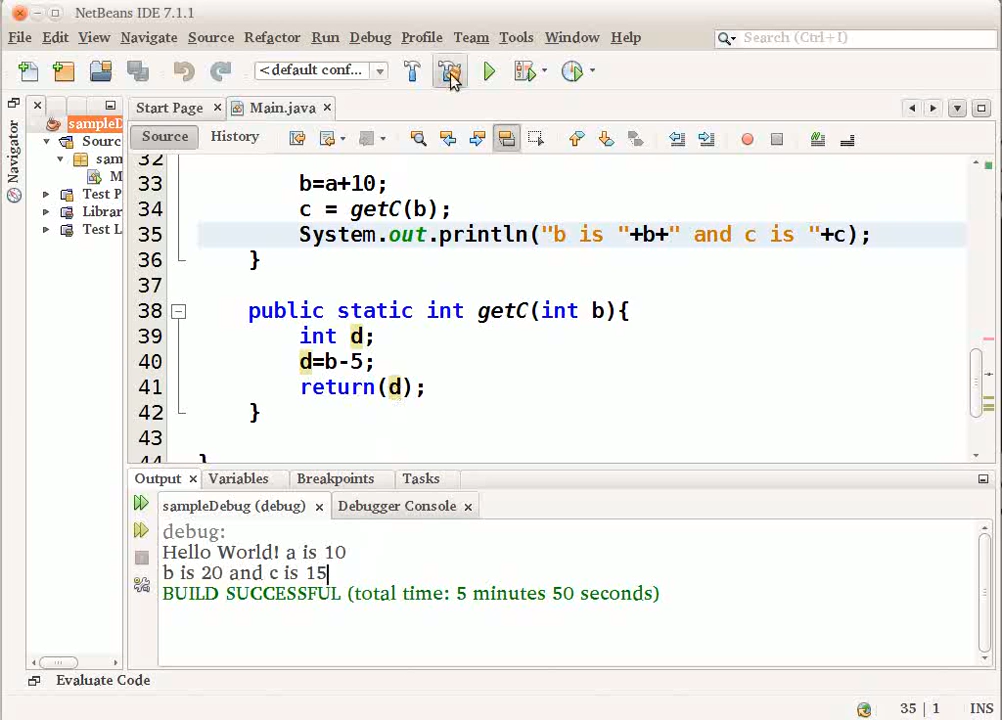 NetBeans IDE 7.1.1
File Edit View Navigate Source Refactor Run Debug Profile Team Tools Window Help
Search (Ctrl+I)
<default conf...
Start Page
Main.java
Navigator
Source History
sampleD
Sourc
sam
M
Test P
Librar
Test L
32
33 b=a+10;
34 c = getC(b);
35 System.out.println("b is "+b+" and c is "+c);
36 }
37
38 public static int getC(int b){
39 int d;
40 d=b-5;
41 return(d);
42 }
43
44 }
Output Variables Breakpoints Tasks
sampleDebug (debug) Debugger Console
debug:
Hello World! a is 10
b is 20 and c is 15
BUILD SUCCESSFUL (total time: 5 minutes 50 seconds)
Evaluate Code
35 | 1 INS